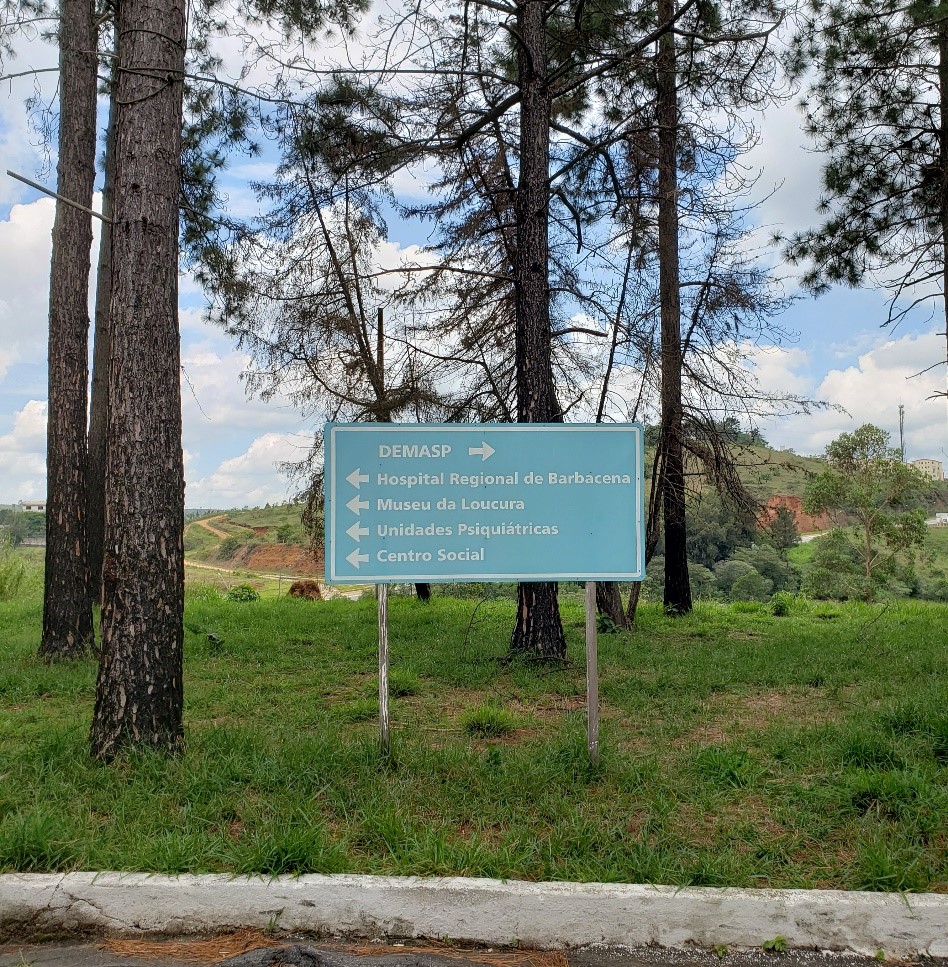 DEMASP →
← Hospital Regional de Barbacena
← Museu da Loucura
← Unidades Psiquiátricas
← Centro Social